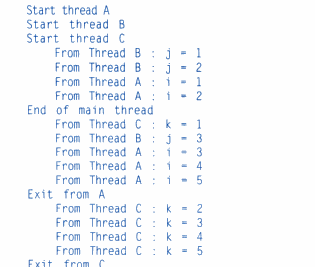 Start thread A
Start thread B
Start thread C
From Thread B : j = 1
From Thread B : j = 2
From Thread A : i = 1
From Thread A : i = 2
End of main thread
From Thread C : k = 1
From Thread B : j = 3
From Thread A : i = 3
From Thread A : i = 4
From Thread A : i = 5
Exit from A
From Thread C : k = 2
From Thread C : k = 3
From Thread C : k = 4
From Thread C : k = 5
Exit from C